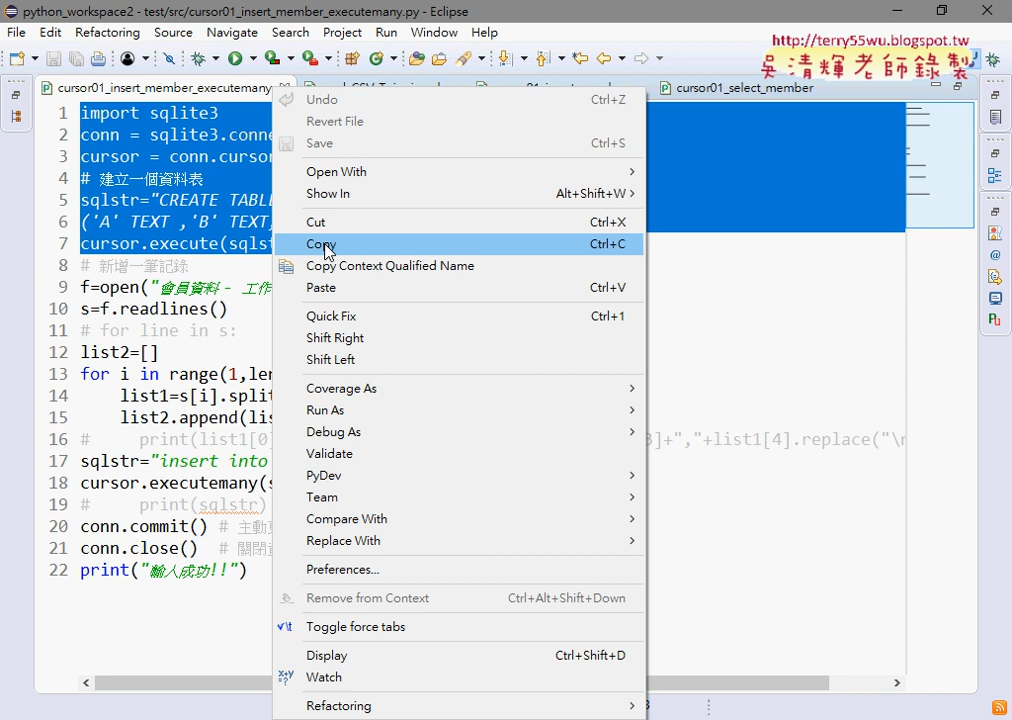 python_workspace2 - test/src/cursor01_insert_member_executemany.py - Eclipse
File Edit Refactoring Source Navigate Search Project Run Window Help
http://terry55wu.blogspot.tw
吳清輝老師錄製
cursor01_insert_member_executemany
cursor01_select_member
1 import sqlite3
2 conn = sqlite3.conne
3 cursor = conn.curso
4 # 建立一個資料表
5 sqlstr="CREATE TABL
6 ('A' TEXT ,'B' TEXT,
7 cursor.execute(sqlst
8 # 新增一筆記錄
9 f=open("會員資料 - 工作
10 s=f.readlines()
11 # for line in s:
12 list2=[]
13 for i in range(1,len
14 list1=s[i].split
15 list2.append(lis
16 # print(list1[0] 3]+","+list1[4].replace("\n
17 sqlstr="insert into
18 cursor.executemany(s
19 # print(sqlstr)
20 conn.commit() # 主動
21 conn.close() # 關閉
22 print("輸入成功!!")
Undo Ctrl+Z
Revert File
Save Ctrl+S
Open With
Show In Alt+Shift+W
Cut Ctrl+X
Copy Ctrl+C
Copy Context Qualified Name
Paste Ctrl+V
Quick Fix Ctrl+1
Shift Right
Shift Left
Coverage As
Run As
Debug As
Validate
PyDev
Team
Compare With
Replace With
Preferences...
Remove from Context Ctrl+Alt+Shift+Down
Toggle force tabs
Display Ctrl+Shift+D
Watch
Refactoring